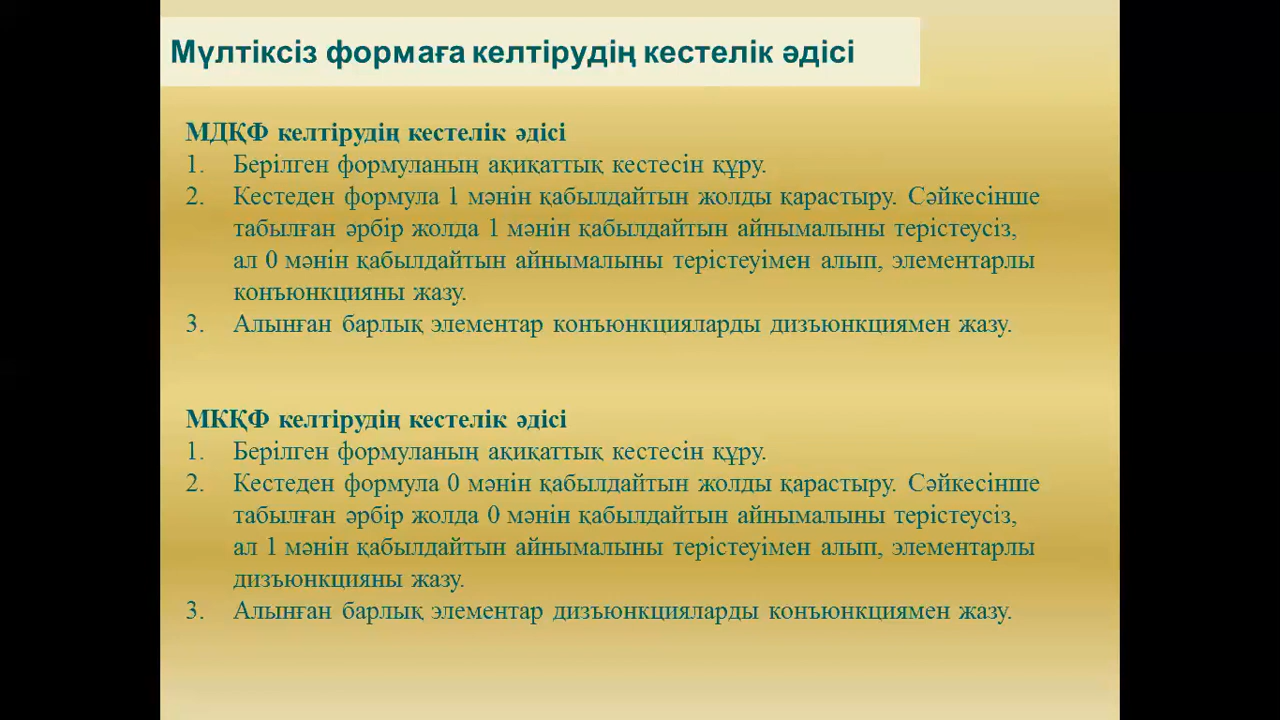 Мүлтіксіз формаға келтірудің кестелік әдісі
МДҚФ келтірудің кестелік әдісі
1. Берілген формуланың ақиқаттық кестесін құру.
2. Кестеден формула 1 мәнін қабылдайтын жолды қарастыру. Сәйкесінше
табылған әрбір жолда 1 мәнін қабылдайтын айнымалыны терістеусіз,
ал 0 мәнін қабылдайтын айнымалыны терістеуімен алып, элементарлы
конъюнкцияны жазу.
3. Алынған барлық элементар конъюнкцияларды дизъюнкциямен жазу.
МКҚФ келтірудің кестелік әдісі
1. Берілген формуланың ақиқаттық кестесін құру.
2. Кестеден формула 0 мәнін қабылдайтын жолды қарастыру. Сәйкесінше
табылған әрбір жолда 0 мәнін қабылдайтын айнымалыны терістеусіз,
ал 1 мәнін қабылдайтын айнымалыны терістеуімен алып, элементарлы
дизъюнкцияны жазу.
3. Алынған барлық элементар дизъюнкцияларды конъюнкциямен жазу.